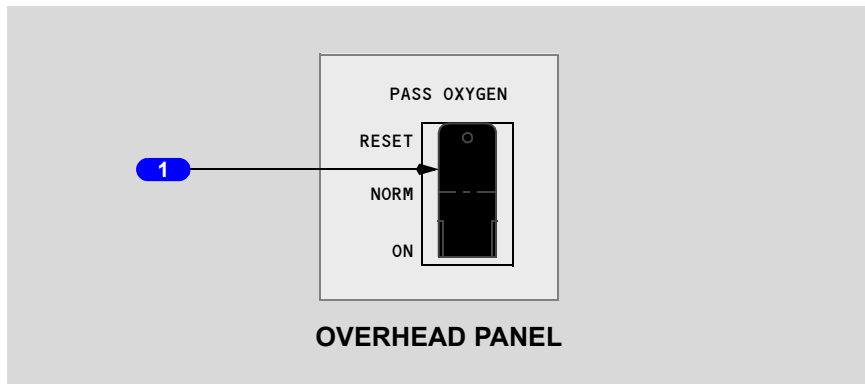 PASS OXYGEN
RESET
1
NORM
ON
OVERHEAD PANEL